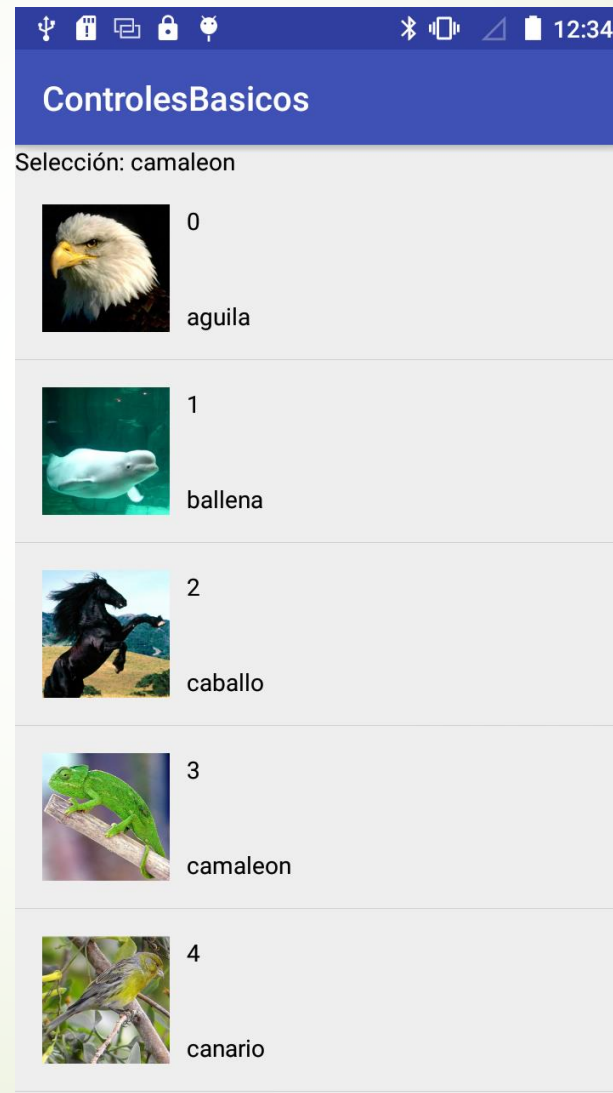 12:34
ControlesBasicos
Selección: camaleon
0
aguila
1
ballena
2
caballo
3
camaleon
4
canario